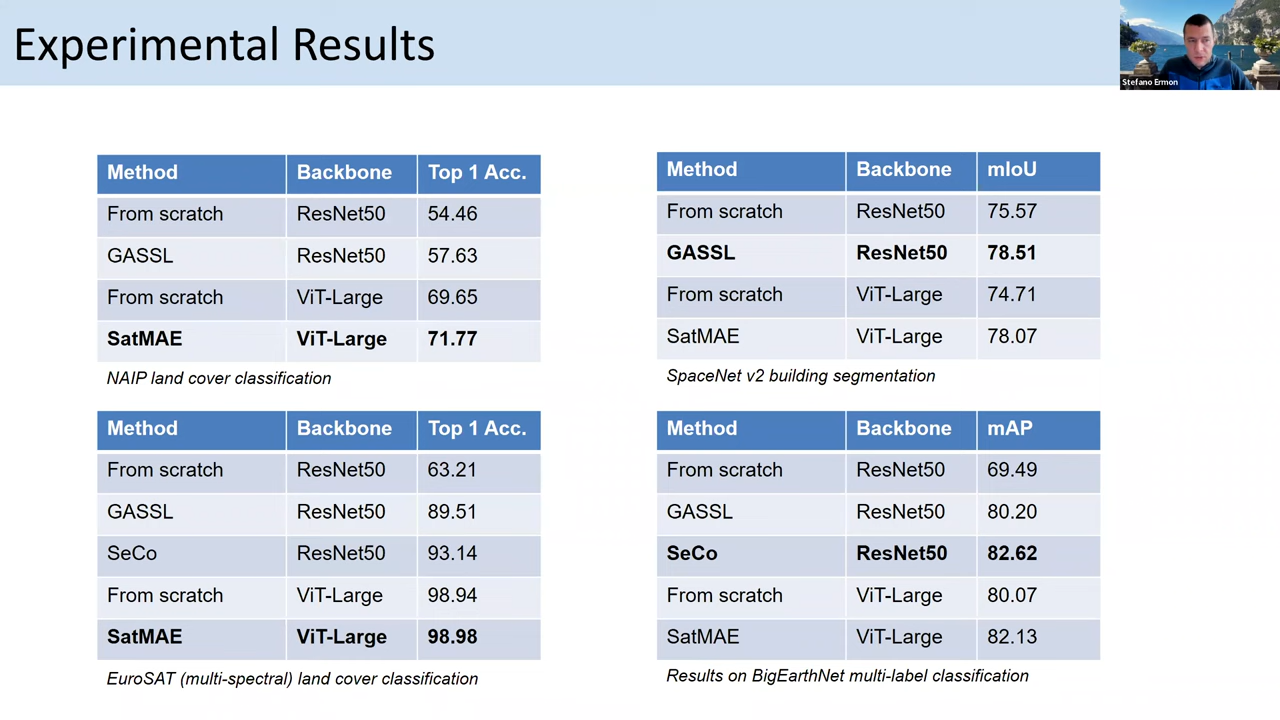 Experimental Results
Stefano Ermon
Method Backbone Top 1 Acc.
From scratch ResNet50 54.46
GASSL ResNet50 57.63
From scratch ViT-Large 69.65
SatMAE ViT-Large 71.77
NAIP land cover classification
Method Backbone mIoU
From scratch ResNet50 75.57
GASSL ResNet50 78.51
From scratch ViT-Large 74.71
SatMAE ViT-Large 78.07
SpaceNet v2 building segmentation
Method Backbone Top 1 Acc.
From scratch ResNet50 63.21
GASSL ResNet50 89.51
SeCo ResNet50 93.14
From scratch ViT-Large 98.94
SatMAE ViT-Large 98.98
EuroSAT (multi-spectral) land cover classification
Method Backbone mAP
From scratch ResNet50 69.49
GASSL ResNet50 80.20
SeCo ResNet50 82.62
From scratch ViT-Large 80.07
SatMAE ViT-Large 82.13
Results on BigEarthNet multi-label classification